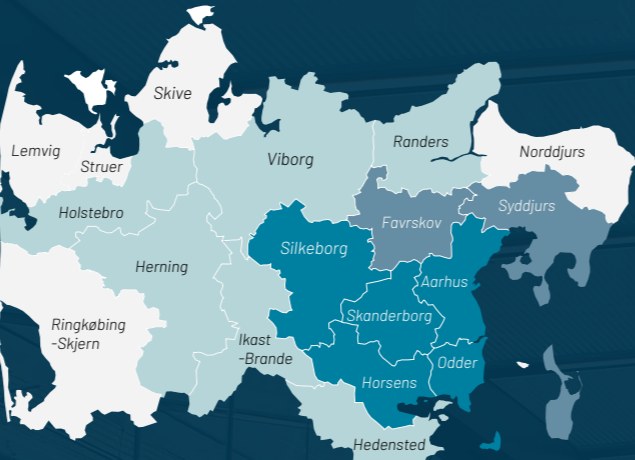 Skive
Lemvig
Struer
Viborg
Randers
Norddjurs
Holstebro
Favrskov
Syddjurs
Silkeborg
Herning
Aarhus
Skanderborg
Ringkøbing
-Skjern
Ikast
-Brande
Odder
Horsens
Hedensted